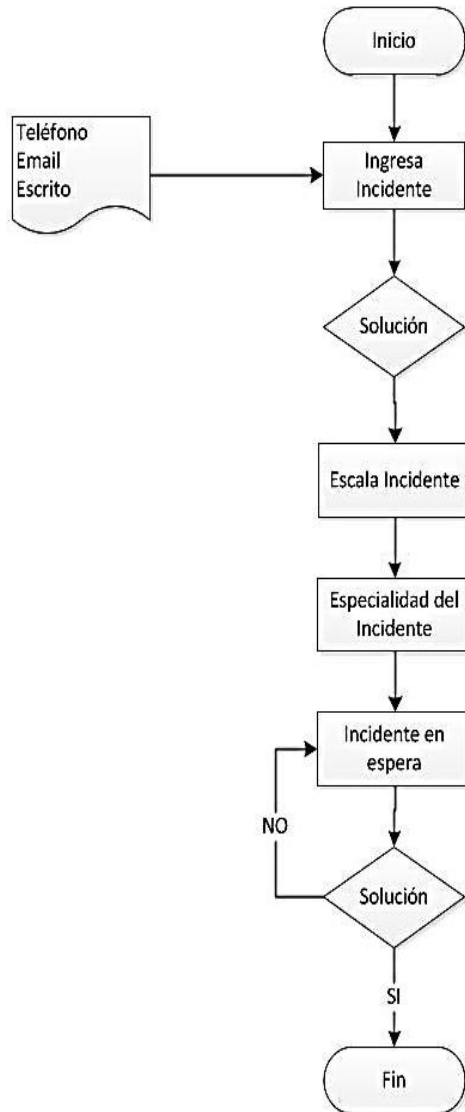 Inicio
Teléfono
Email
Escrito
Ingresa
Incidente
Solución
Escala Incidente
Especialidad del
Incidente
Incidente en
espera
NO
Solución
SI
Fin